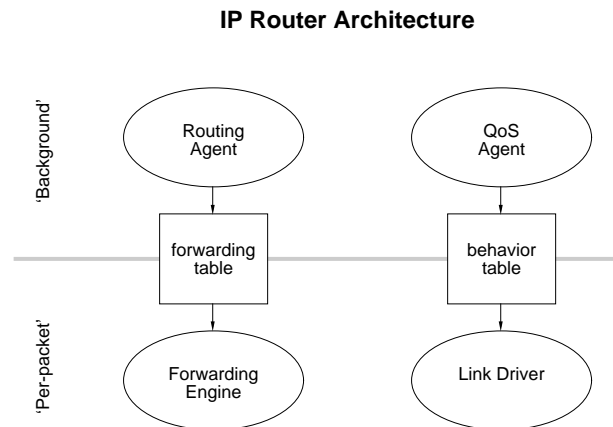 IP Router Architecture
'Background'
Routing
Agent
QoS
Agent
forwarding
table
behavior
table
'Per-packet'
Forwarding
Engine
Link Driver